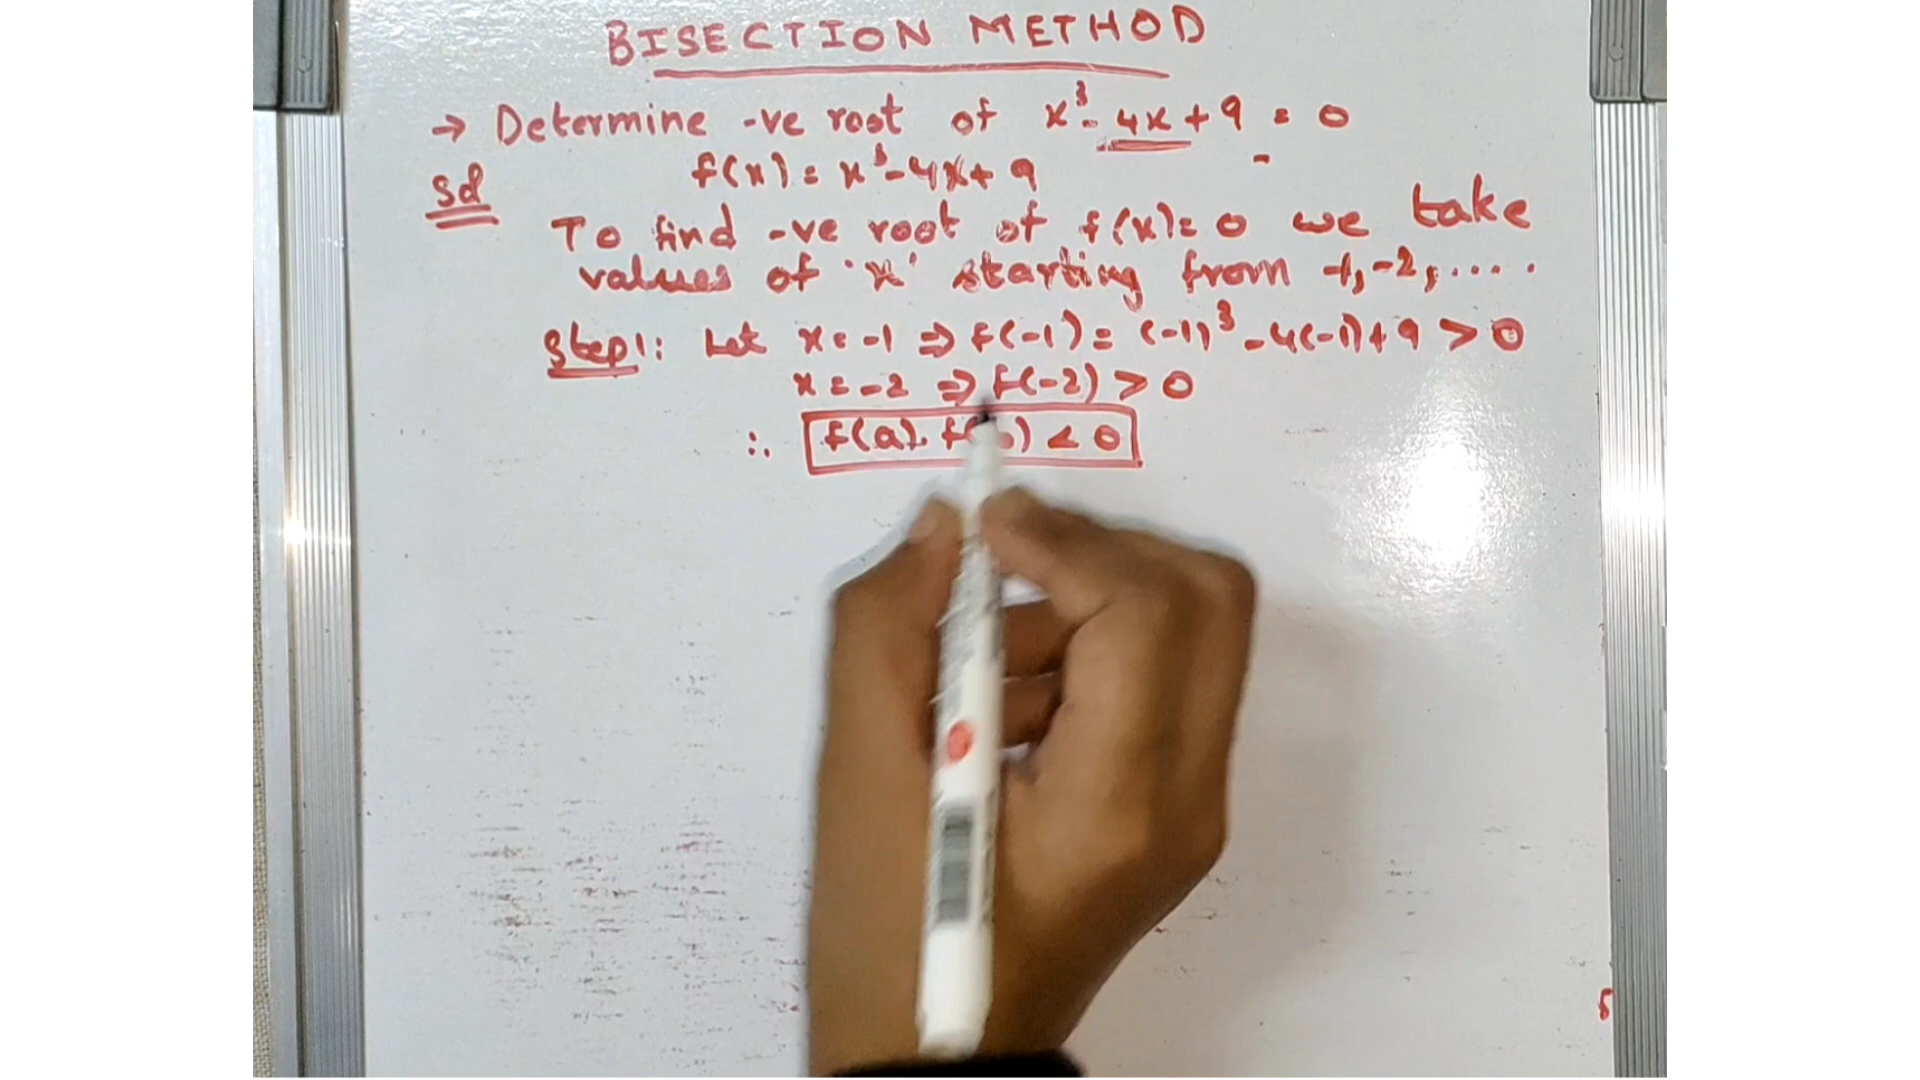 BISECTION METHOD
→ Determine -ve root of x³-4x+9 = 0
Sol f(x) = x³-4x+9
To find -ve root of f(x)=0 we take
values of 'x' starting from -1,-2,....
Step1: Let x=-1 ⇒ f(-1) = (-1)³-4(-1)+9 > 0
x=-2 ⇒ f(-2) > 0
∴ f(a). f( ) < 0